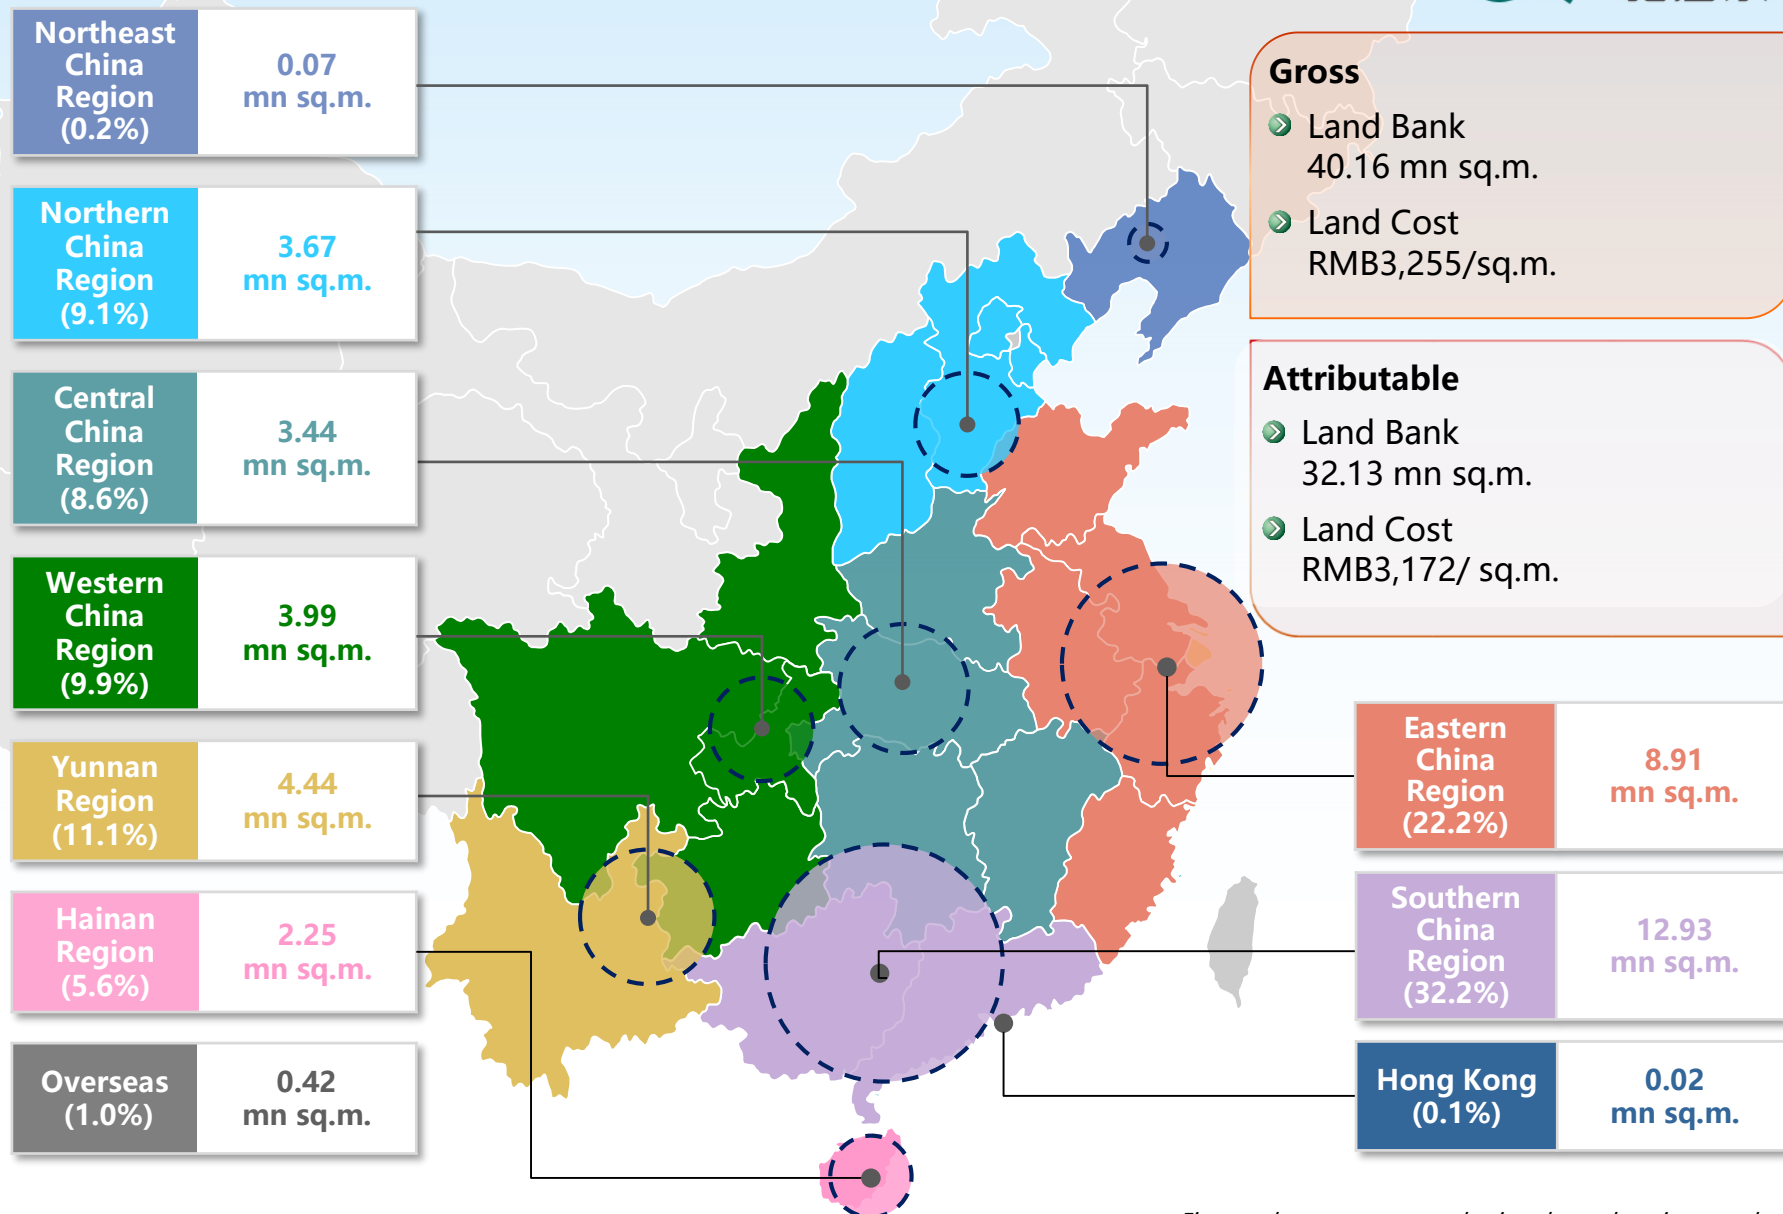 Northeast
China
Region
(0.2%)
0.07
mn sq.m.
Northern
China
Region
(9.1%)
3.67
mn sq.m.
Central
China
Region
(8.6%)
3.44
mn sq.m.
Western
China
Region
(9.9%)
3.99
mn sq.m.
Yunnan
Region
(11.1%)
4.44
mn sq.m.
Hainan
Region
(5.6%)
2.25
mn sq.m.
Overseas
(1.0%)
0.42
mn sq.m.
Gross
Land Bank
40.16 mn sq.m.
Land Cost
RMB3,255/sq.m.
Attributable
Land Bank
32.13 mn sq.m.
Land Cost
RMB3,172/ sq.m.
Eastern
China
Region
(22.2%)
8.91
mn sq.m.
Southern
China
Region
(32.2%)
12.93
mn sq.m.
Hong Kong
(0.1%)
0.02
mn sq.m.